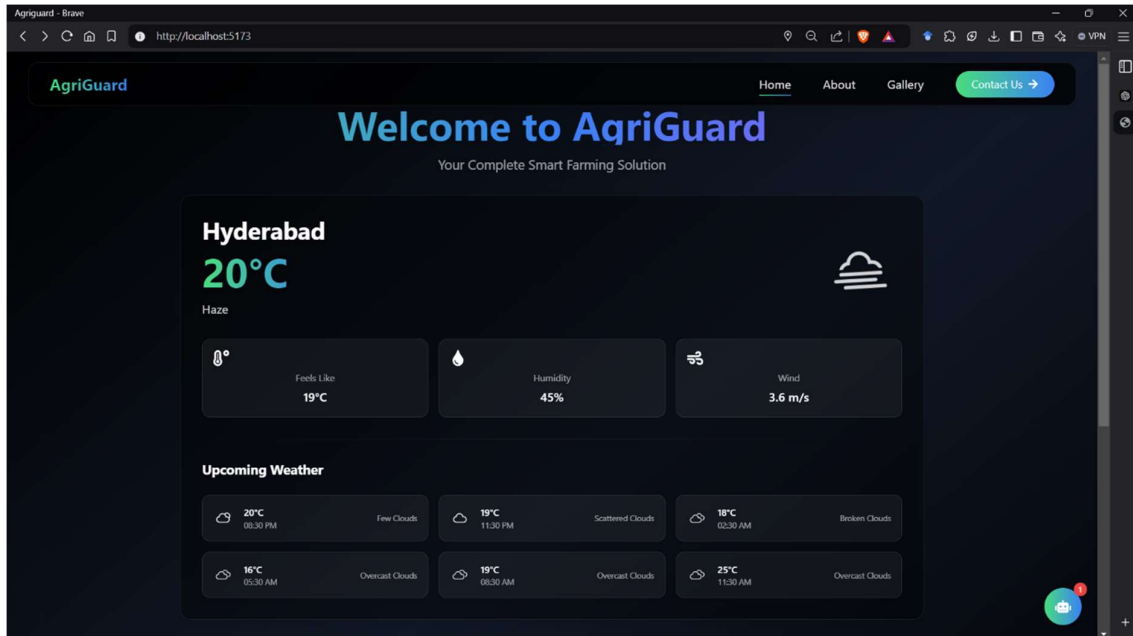 Agriguard - Brave
http://localhost:5173
VPN
AgriGuard
Home About Gallery Contact Us →
Welcome to AgriGuard
Your Complete Smart Farming Solution
Hyderabad
20°C
Haze
Feels Like
19°C
Humidity
45%
Wind
3.6 m/s
Upcoming Weather
20°C
08:30 PM
Few Clouds
19°C
11:30 PM
Scattered Clouds
18°C
02:30 AM
Broken Clouds
16°C
05:30 AM
Overcast Clouds
19°C
08:30 AM
Overcast Clouds
25°C
11:30 AM
Overcast Clouds
1